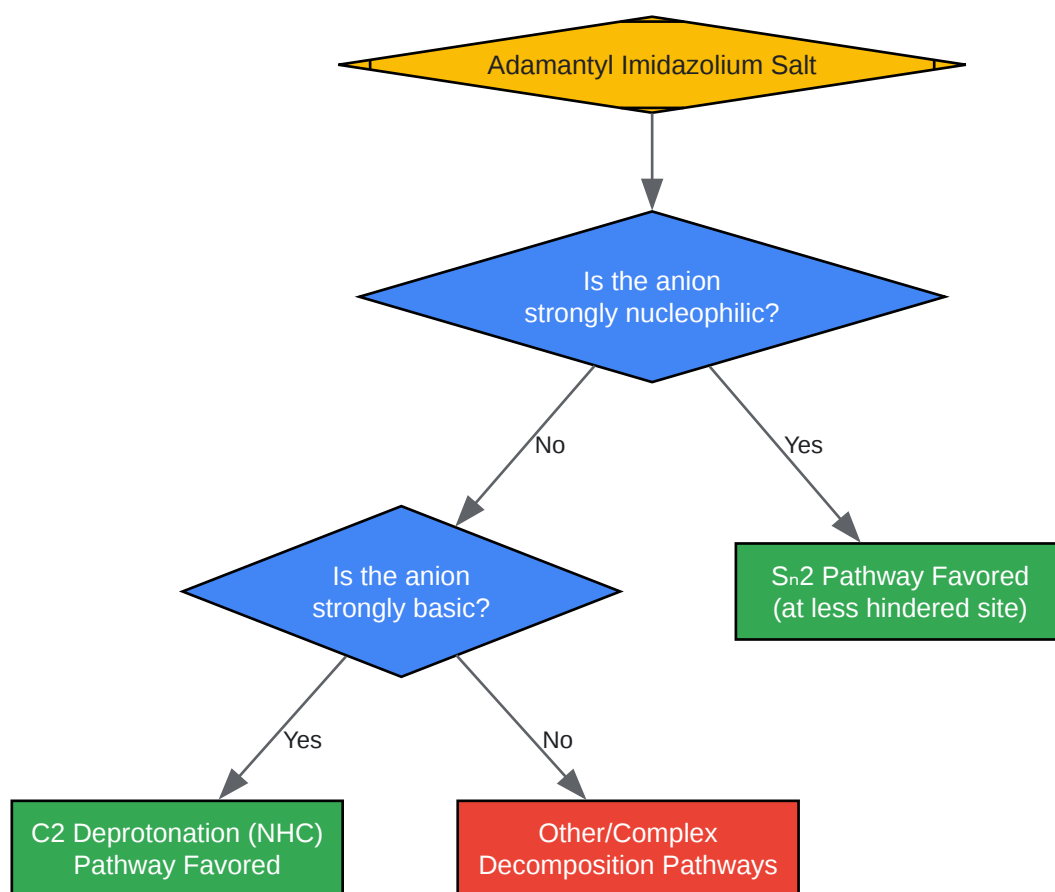 Adamantyl Imidazolium Salt
Is the anion
strongly nucleophilic?
No
Yes
Is the anion
strongly basic?
Sₙ2 Pathway Favored
(at less hindered site)
Yes
No
C2 Deprotonation (NHC)
Pathway Favored
Other/Complex
Decomposition Pathways